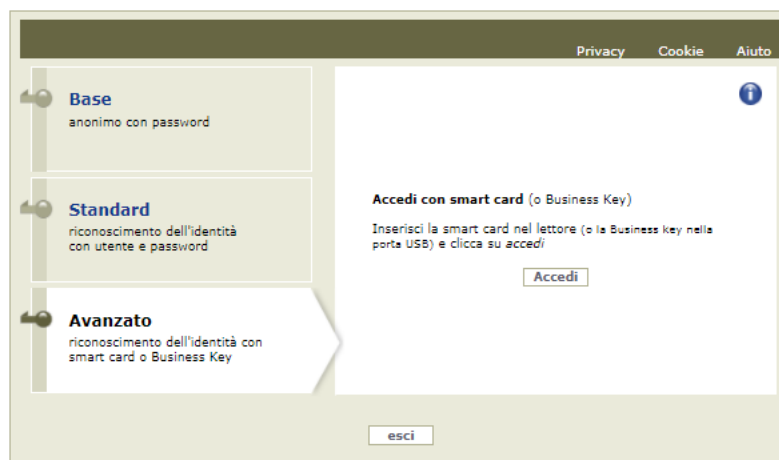 Privacy Cookie Aiuto
Base
anonimo con password
Standard
riconoscimento dell'identità
con utente e password
Avanzato
riconoscimento dell'identità con
smart card o Business Key
Accedi con smart card (o Business Key)
Inserisci la smart card nel lettore (o la Business key nella
porta USB) e clicca su accedi
Accedi
esci